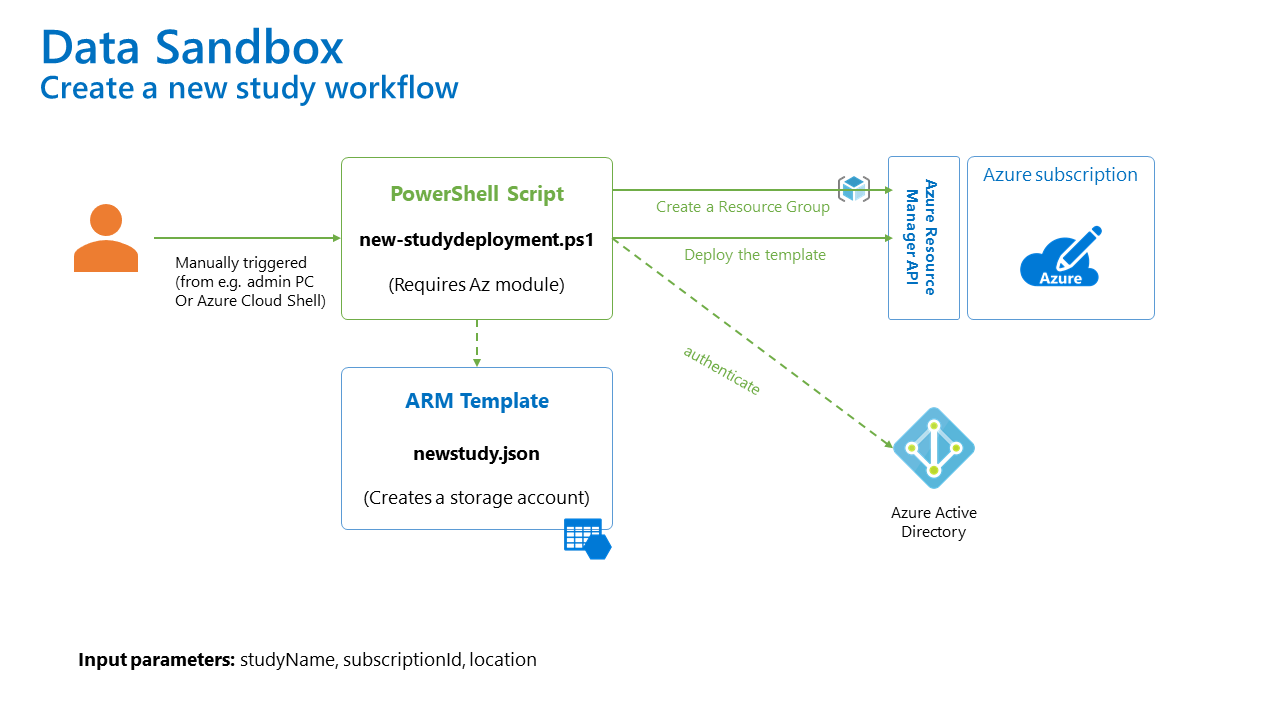 Data Sandbox
Create a new study workflow
Manually triggered
(from e.g. admin PC
Or Azure Cloud Shell)
PowerShell Script
new-studydeployment.ps1
(Requires Az module)
Create a Resource Group
Deploy the template
authenticate
Azure Resource
Manager API
Azure subscription
Azure
ARM Template
newstudy.json
(Creates a storage account)
Azure Active
Directory
Input parameters: studyName, subscriptionId, location